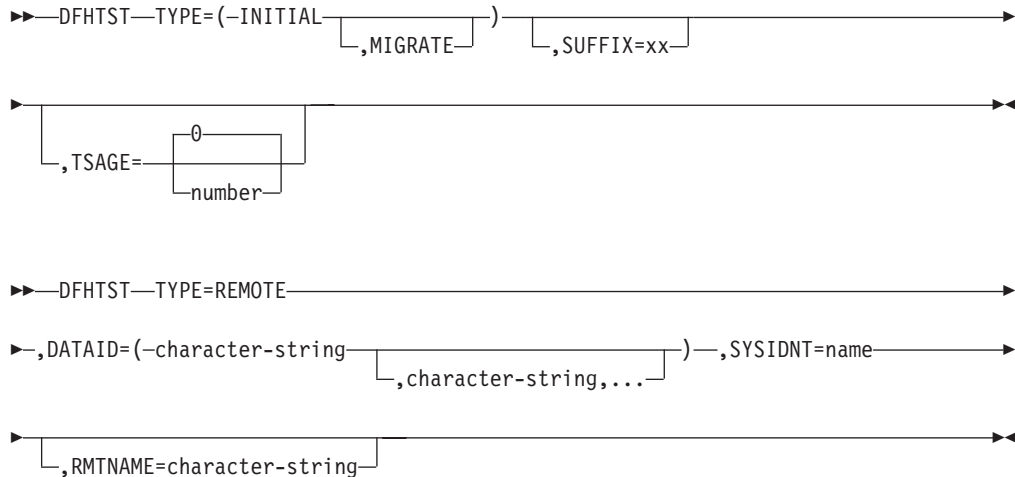 DFHTST TYPE=( INITIAL )
,MIGRATE ,SUFFIX=xx
0
,TSAGE=
number
DFHTST TYPE=REMOTE
,DATAID=( character-string ) ,SYSIDNT=name
,character-string,...
,RMTNAME=character-string